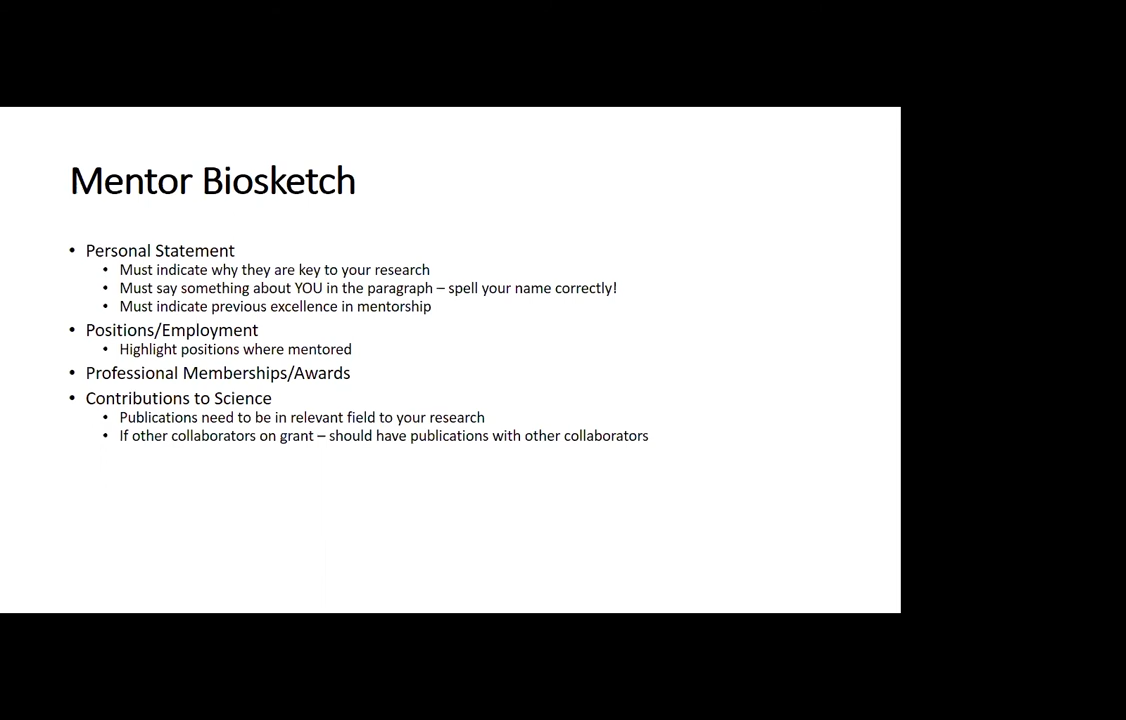 Mentor Biosketch
• Personal Statement
• Must indicate why they are key to your research
• Must say something about YOU in the paragraph – spell your name correctly!
• Must indicate previous excellence in mentorship
• Positions/Employment
• Highlight positions where mentored
• Professional Memberships/Awards
• Contributions to Science
• Publications need to be in relevant field to your research
• If other collaborators on grant – should have publications with other collaborators